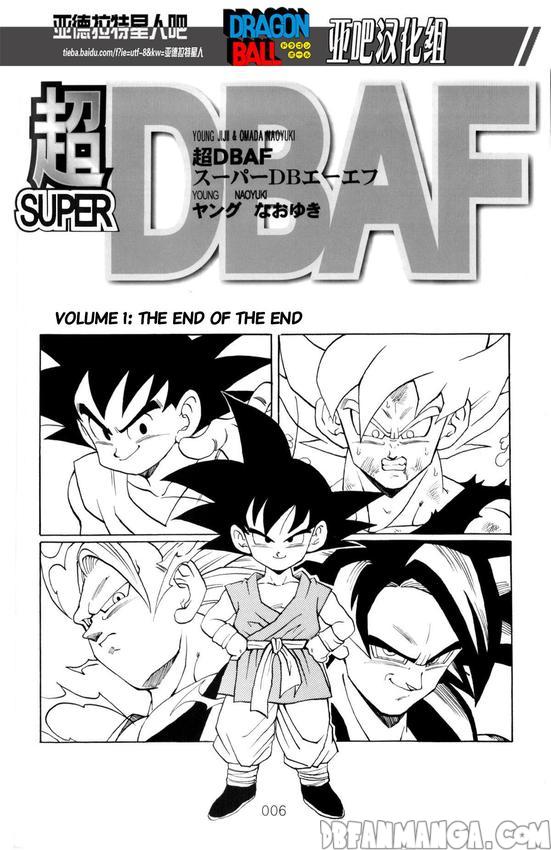 亚德拉特星人吧
tieba.baidu.com/f?ie=utf-8&kw=亚德拉特星人
DRAGON
BALL
ドラゴン
ボール
亚吧汉化组
超
SUPER
DBAF
YOUNG JIJII & OMADA NAOYUKI
超DBAF
スーパーDBエーエフ
YOUNG NAOYUKI
ヤング なおゆき
VOLUME 1: THE END OF THE END
006
DBFANMANGA.COM